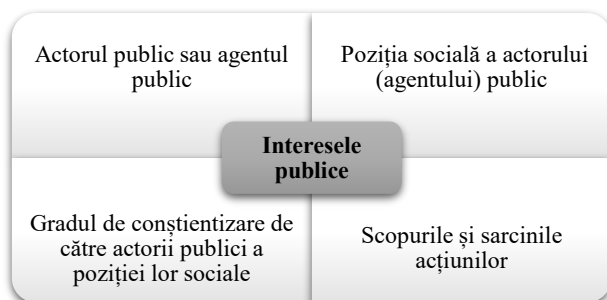 Actorul public sau agentul
public
Poziția socială a actorului
(agentului) public
Interesele
publice
Gradul de conștientizare de
către actorii publici a
poziției lor sociale
Scopurile și sarcinile
acțiunilor